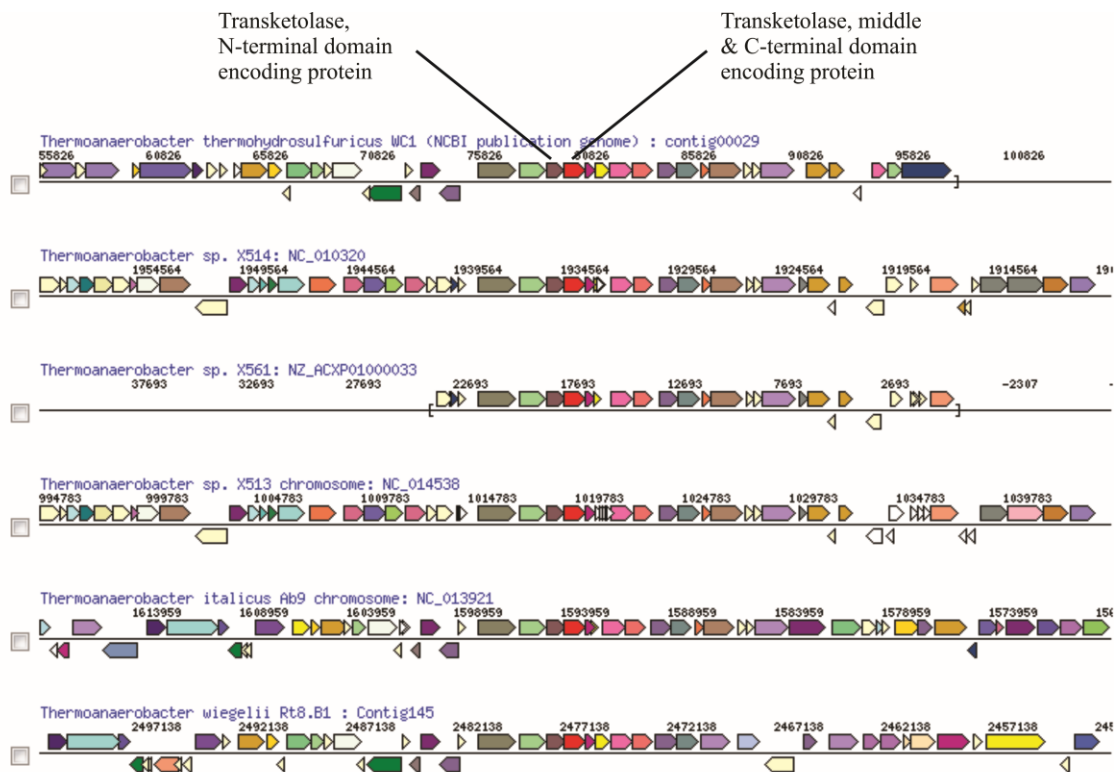 Transketolase,
N-terminal domain
encoding protein
Transketolase, middle
& C-terminal domain
encoding protein
Thermoanaerobacter thermohydrosulfuricus WC1 (NCBI publication genome) : contig00029
55826 60826 65826 70826 75826 80826 85826 90826 95826 100826
Thermoanaerobacter sp. X514: NC_010320
1954564 1949564 1944564 1939564 1934564 1929564 1924564 1919564 1914564
Thermoanaerobacter sp. X561: NZ_ACXP01000033
37693 32693 27693 22693 17693 12693 7693 2693 -2307
Thermoanaerobacter sp. X513 chromosome: NC_014538
994783 999783 1004783 1009783 1014783 1019783 1024783 1029783 1034783 1039783
Thermoanaerobacter italicus Ab9 chromosome: NC_013921
1613959 1608959 1603959 1598959 1593959 1588959 1583959 1578959 1573959
Thermoanaerobacter wiegelii Rt8.B1 : Contig145
2497138 2492138 2487138 2482138 2477138 2472138 2467138 2462138 2457138